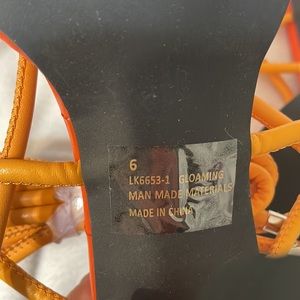 6
LK6653-1 GLOAMING
MAN MADE MATERIALS
MADE IN CHINA